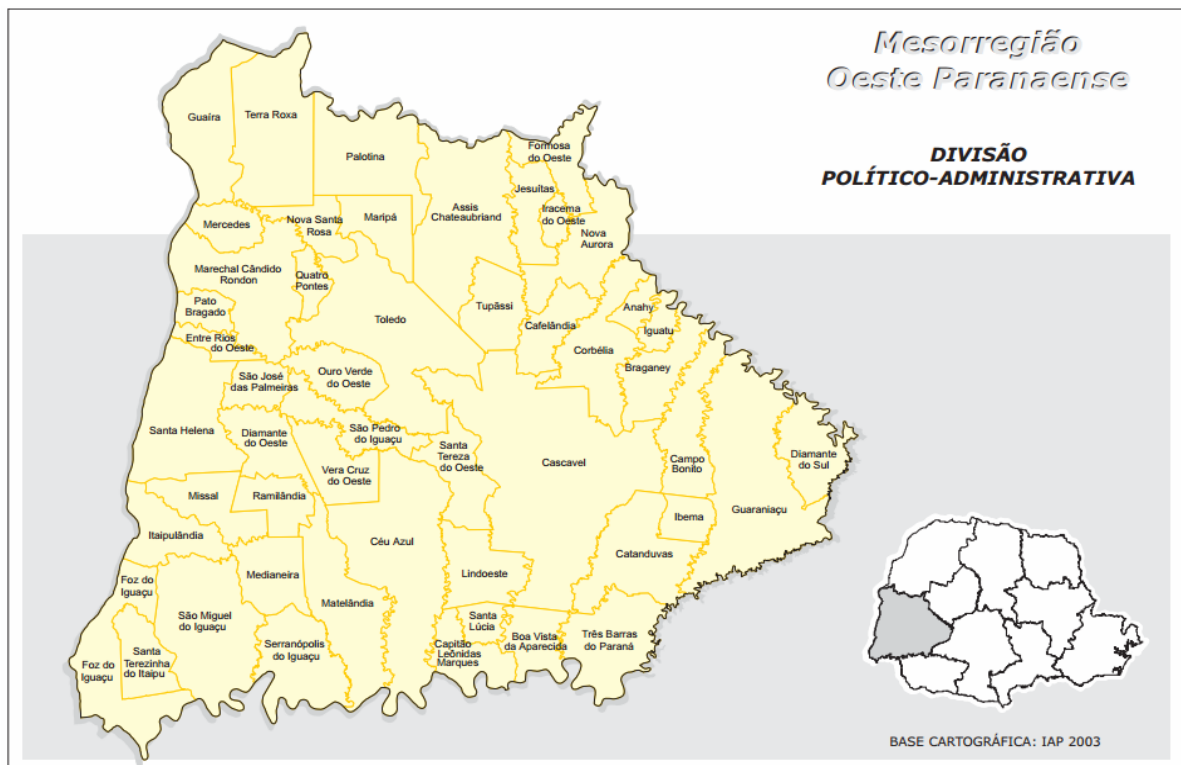 Mesorregião
Oeste Paranaense
DIVISÃO
POLÍTICO-ADMINISTRATIVA
Guaíra
Terra Roxa
Palotina
Formosa
do Oeste
Jesuítas
Assis
Chateaubriand
Iracema
do Oeste
Mercedes
Nova Santa
Rosa
Maripá
Nova
Aurora
Marechal Cândido
Rondon
Quatro
Pontes
Pato
Bragado
Toledo
Tupãssi
Cafelândia
Anahy
Iguatu
Entre Rios
do Oeste
Corbélia
Braganey
São José
das Palmeiras
Ouro Verde
do Oeste
Santa Helena
Diamante
do Oeste
São Pedro
do Iguaçu
Santa
Tereza
do Oeste
Cascavel
Campo
Bonito
Diamante
do Sul
Vera Cruz
do Oeste
Missal
Ramilândia
Ibema
Guaraniaçu
Itaipulândia
Céu Azul
Catanduvas
Foz do
Iguaçu
Medianeira
Lindoeste
Matelândia
São Miguel
do Iguaçu
Santa
Lúcia
Serranópolis
do Iguaçu
Capitão
Leônidas
Marques
Boa Vista
da Aparecida
Três Barras
do Paraná
Foz do
Iguaçu
Santa
Terezinha
do Itaipu
BASE CARTOGRÁFICA: IAP 2003